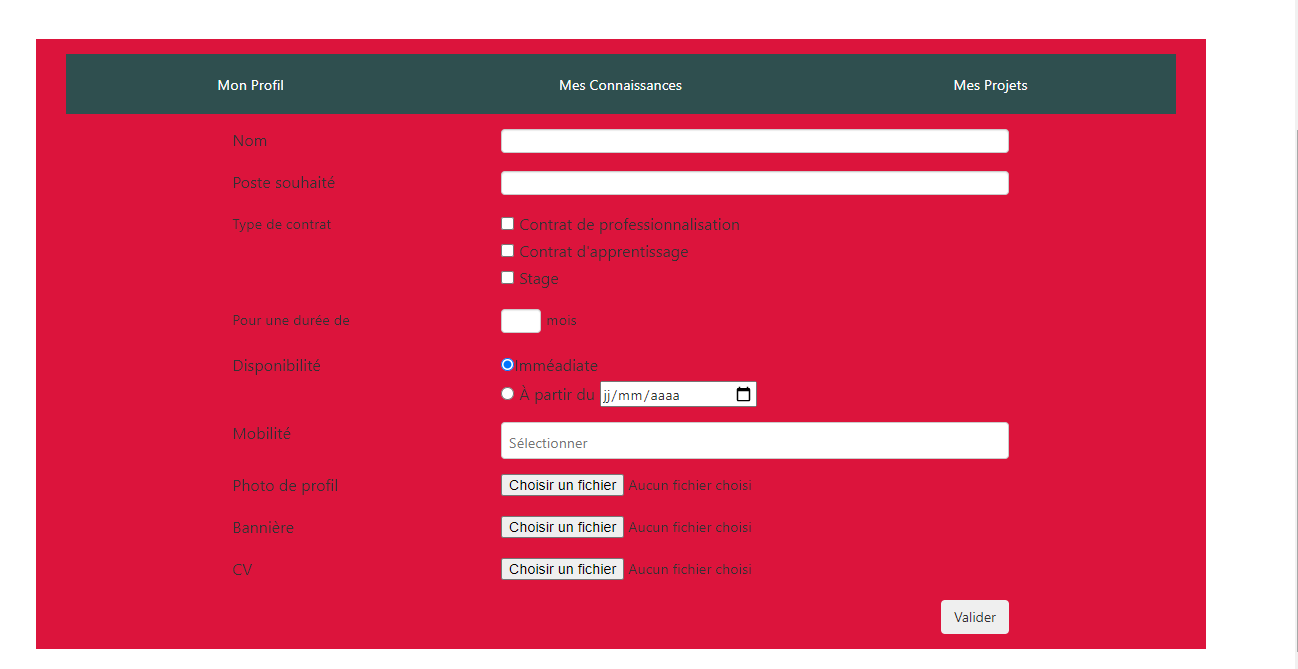 Mon Profil Mes Connaissances Mes Projets
Nom
Poste souhaité
Type de contrat Contrat de professionnalisation
Contrat d'apprentissage
Stage
Pour une durée de mois
Disponibilité Imméadiate
À partir du jj/mm/aaaa
Mobilité Sélectionner
Photo de profil Choisir un fichier Aucun fichier choisi
Bannière Choisir un fichier Aucun fichier choisi
CV Choisir un fichier Aucun fichier choisi
Valider